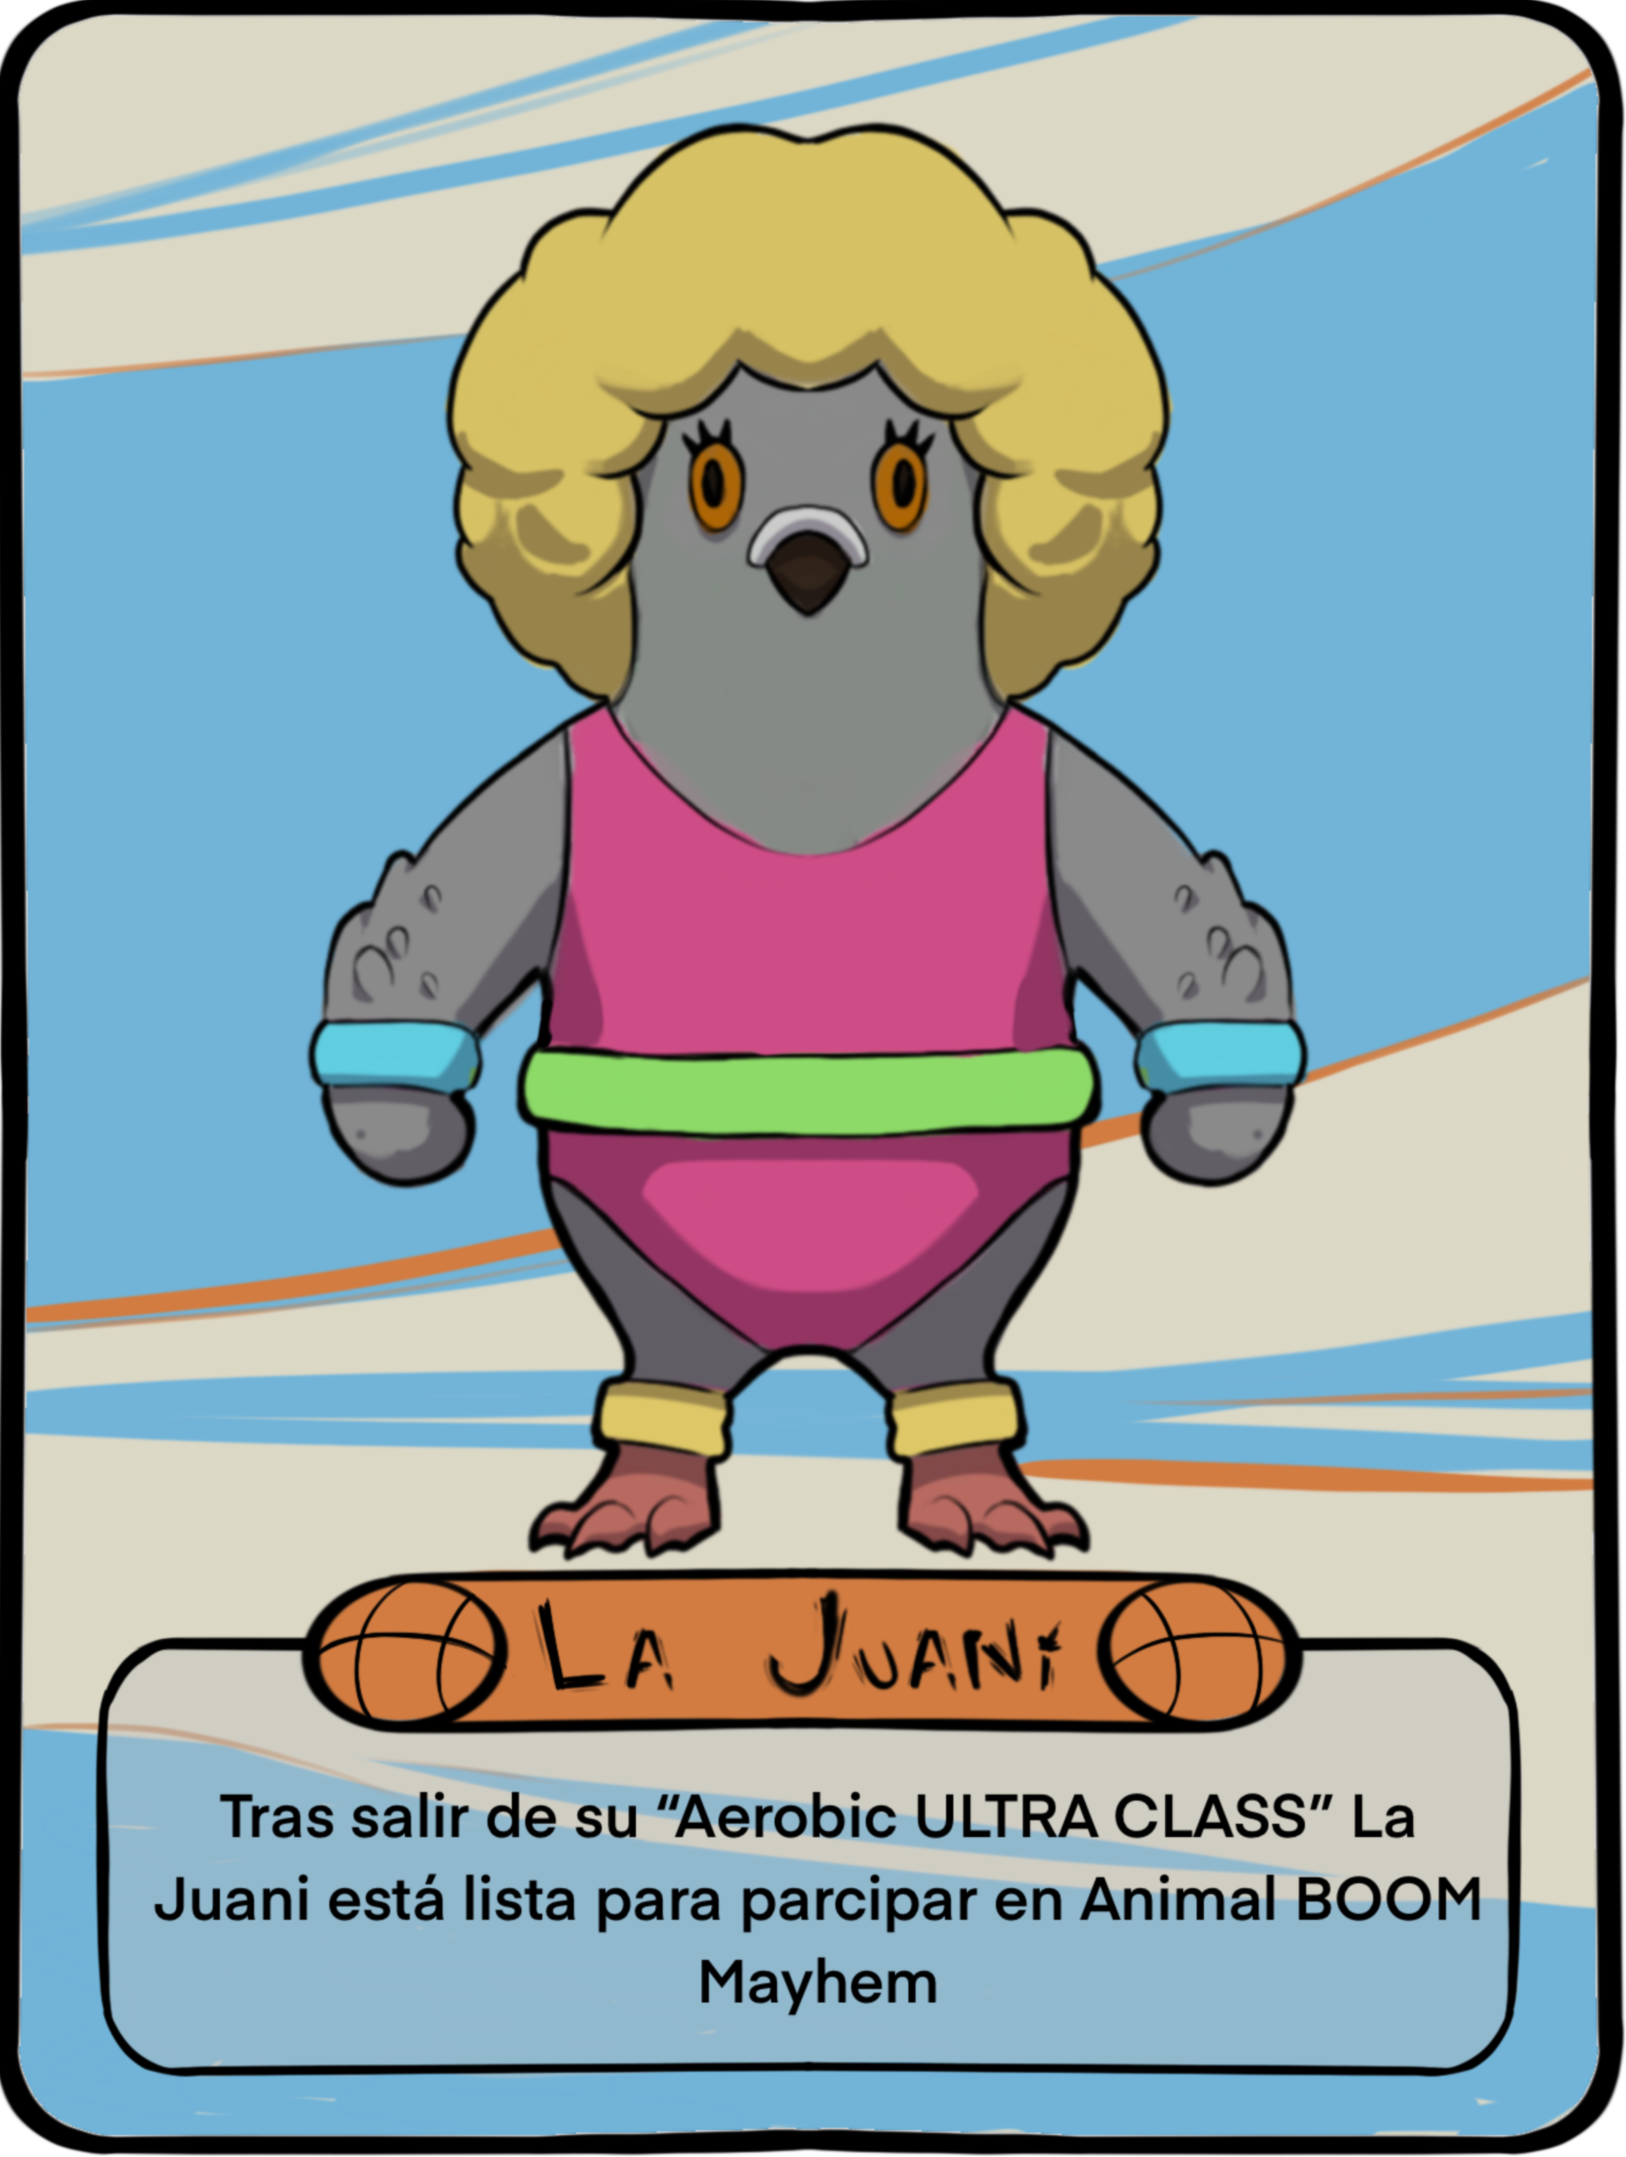 La Juani
Tras salir de su “Aerobic ULTRA CLASS” La
Juani está lista para parcipar en Animal BOOM
Mayhem